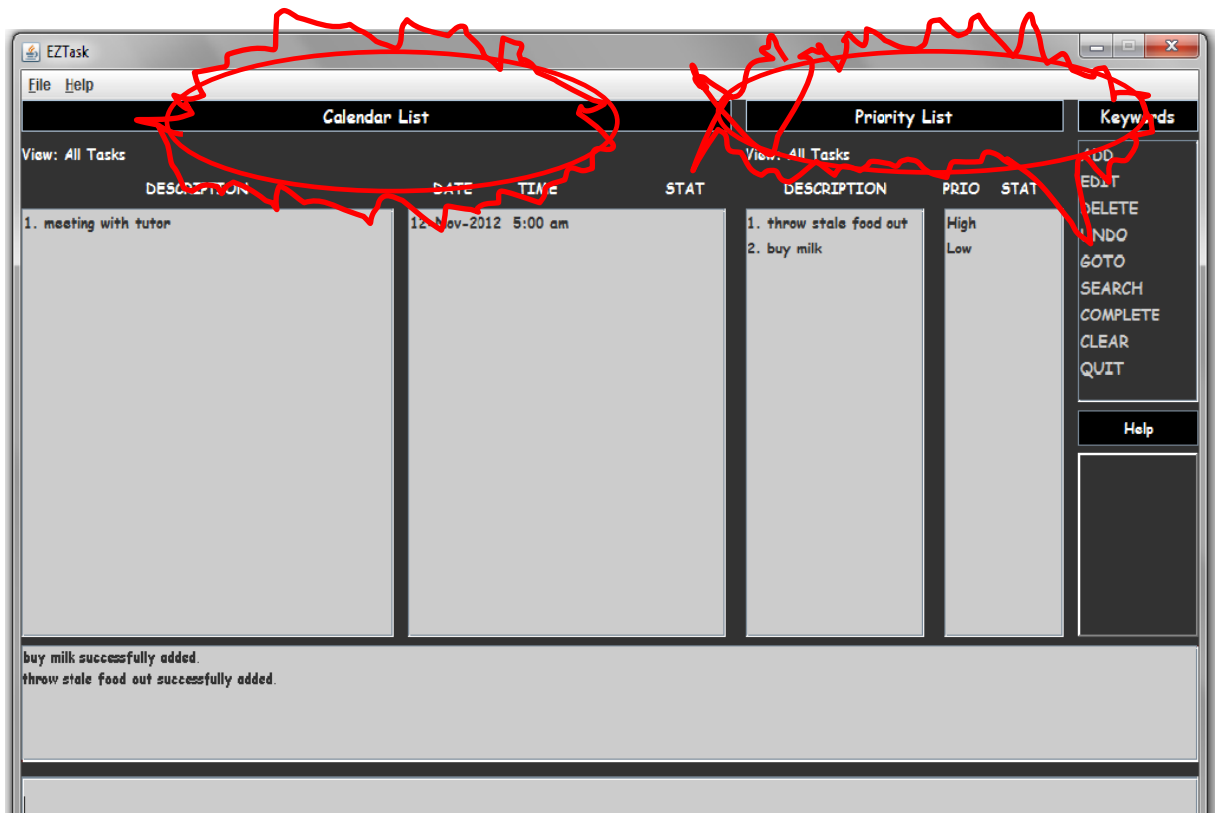 EZTask
File Help
Calendar List Priority List Keywords
View: All Tasks View: All Tasks ADD
DESCRIPTION DATE TIME STAT DESCRIPTION PRIO STAT EDIT
1. meeting with tutor 12-Nov-2012 5:00 am 1. throw stale food out High DELETE
UNDO
2. buy milk Low
GOTO
SEARCH
COMPLETE
CLEAR
QUIT
Help
buy milk successfully added.
throw stale food out successfully added.